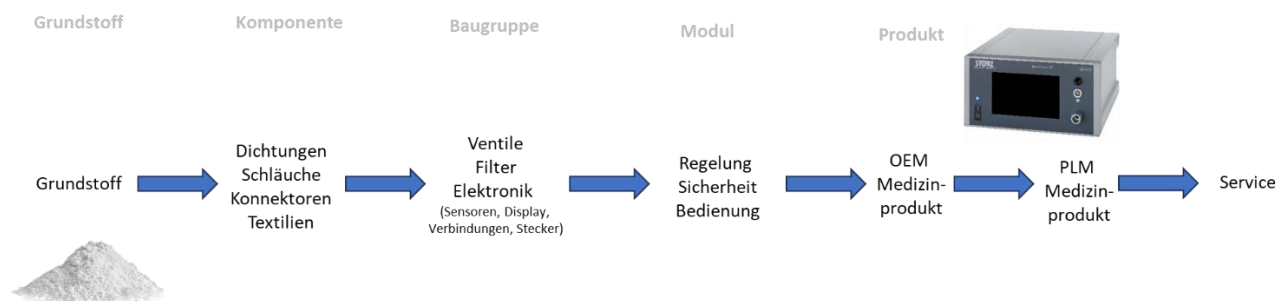 Grundstoff
Komponente
Baugruppe
Modul
Produkt
STORZ
Grundstoff
Dichtungen
Schläuche
Konnektoren
Textilien
Ventile
Filter
Elektronik
(Sensoren, Display,
Verbindungen, Stecker)
Regelung
Sicherheit
Bedienung
OEM
Medizin-
produkt
PLM
Medizin-
produkt
Service